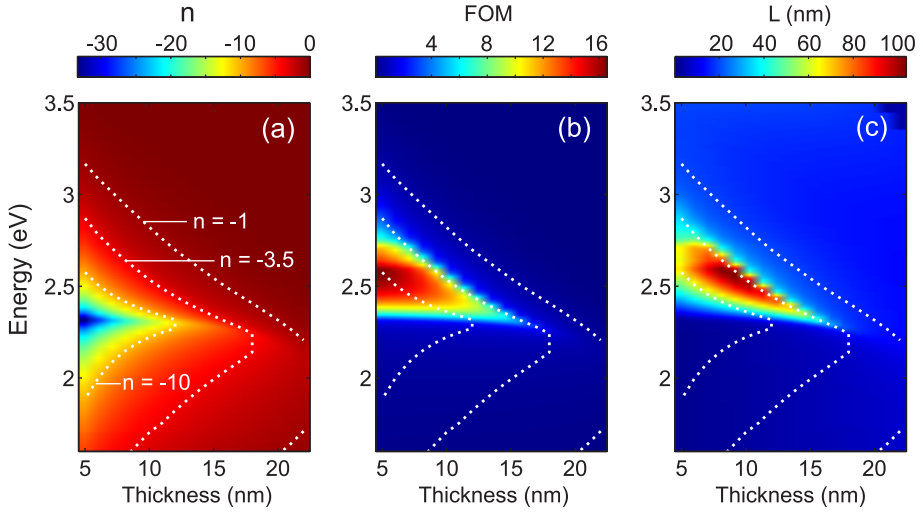 n FOM L (nm)
-30 -20 -10 0 4 8 12 16 20 40 60 80 100
3.5 3.5 3.5
(a) (b) (c)
3 3 3
n = -1
n = -3.5
Energy (eV)
2.5 2.5 2.5
2 2 2
n = -10
5 10 15 20 5 10 15 20 5 10 15 20
Thickness (nm) Thickness (nm) Thickness (nm)